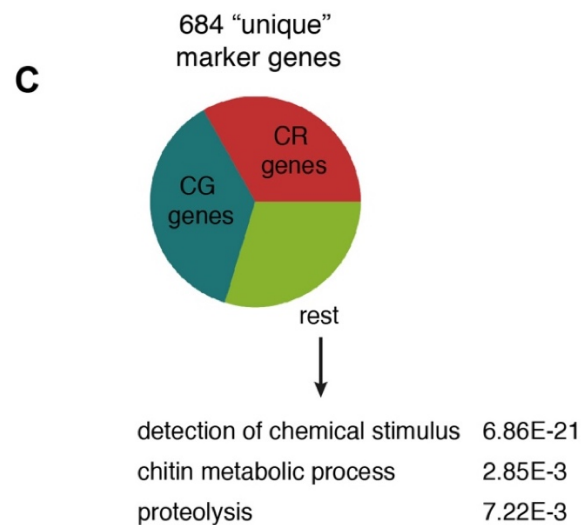 684 “unique”
marker genes
C
CR
genes
CG
genes
rest
detection of chemical stimulus 6.86E-21
chitin metabolic process 2.85E-3
proteolysis 7.22E-3